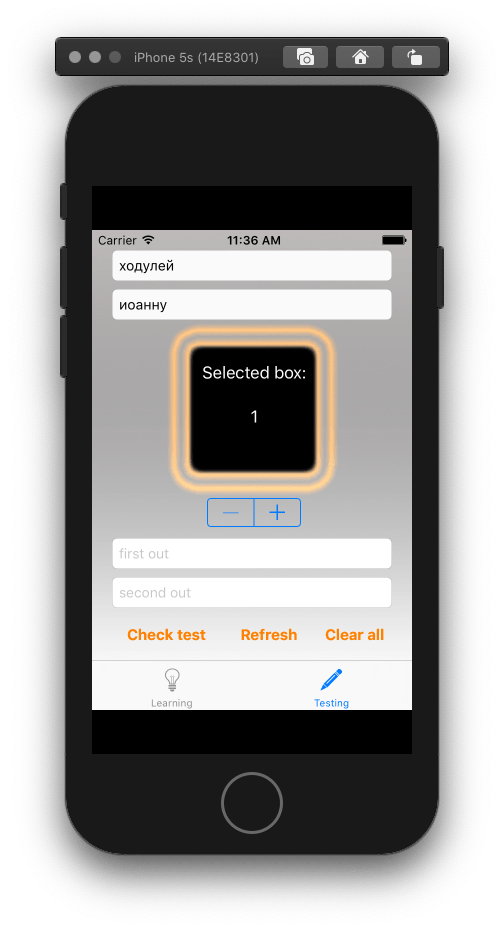 iPhone 5s (14E8301)
Carrier 11:36 AM
ходулей
иоанну
Selected box:
1
first out
second out
Check test Refresh Clear all
Learning Testing